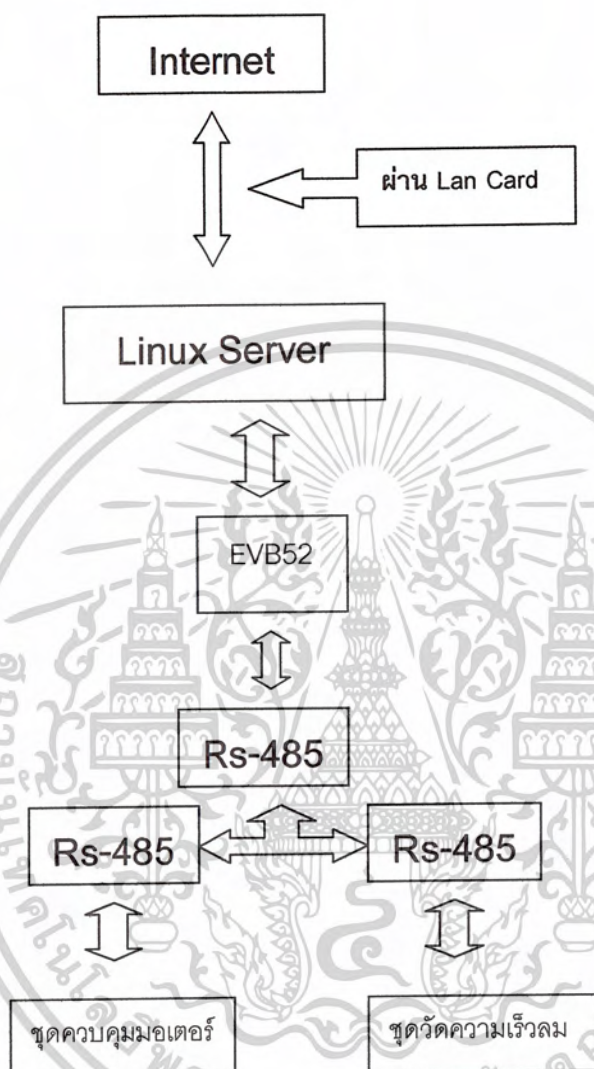 Internet
ผ่าน Lan Card
Linux Server
EVB52
Rs-485
Rs-485
Rs-485
ชุดควบคุมมอเตอร์
ชุดวัดความเร็วลม